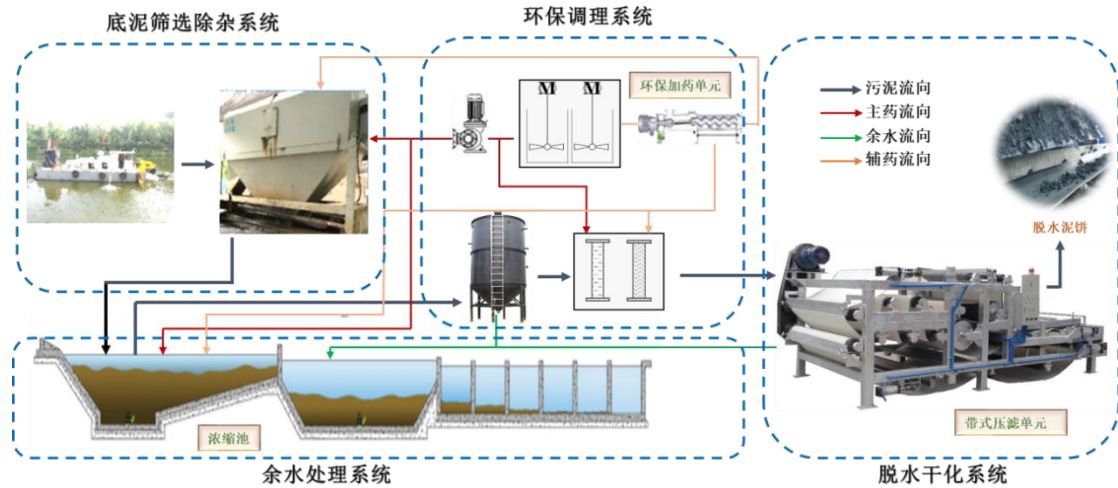 底泥筛选除杂系统
环保调理系统
环保加药单元
M
M
污泥流向
主药流向
余水流向
辅药流向
脱水泥饼
浓缩池
带式压滤单元
余水处理系统
脱水干化系统